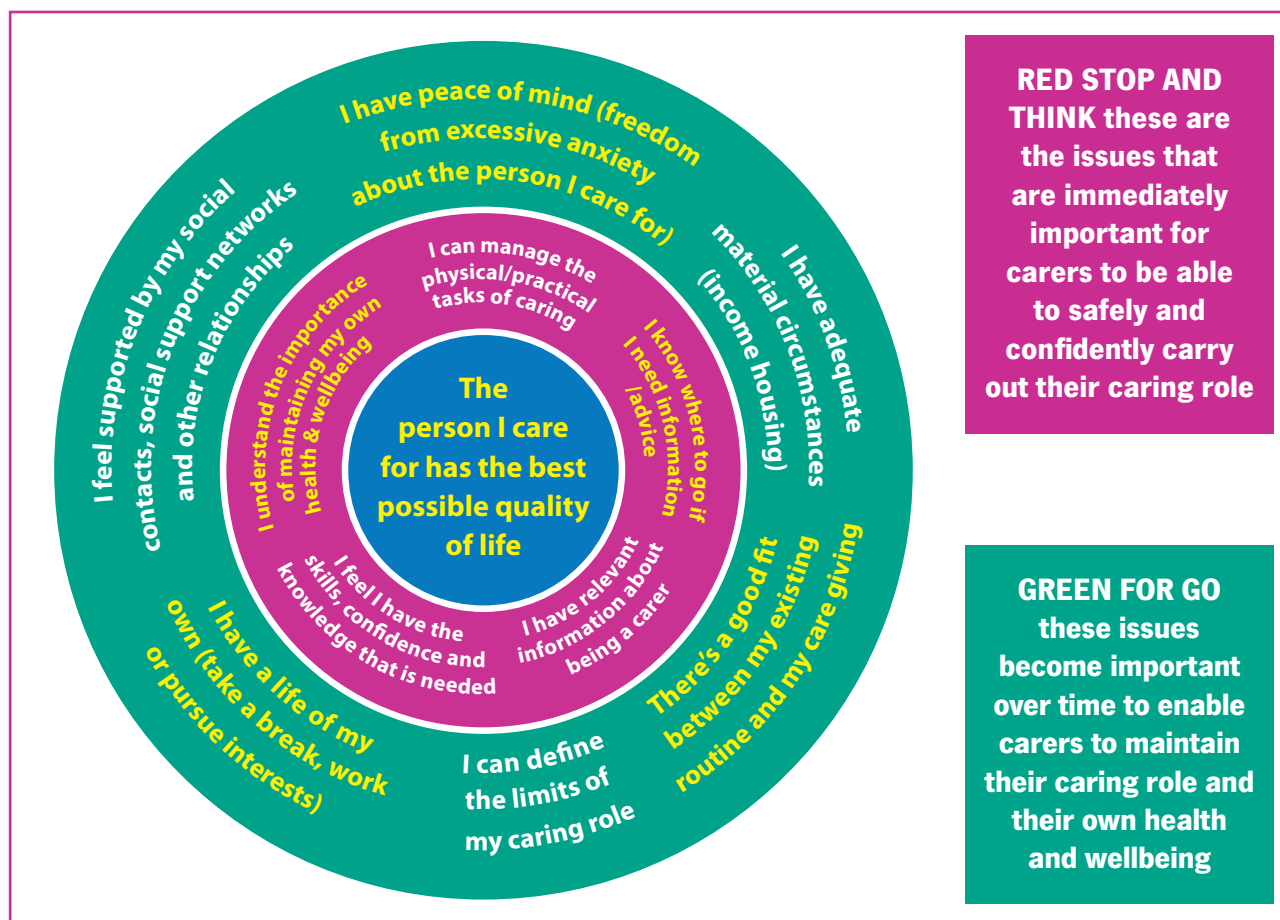 I have peace of mind (freedom
from excessive anxiety
about the person I care for)
I have adequate
material circumstances
(income housing)
There's a good fit
between my existing
routine and my care giving
I can define
the limits of
my caring role
I have a life of my
own (take a break, work
or pursue interests)
I feel supported by my social
contacts, social support networks
and other relationships
I can manage the
physical/practical
tasks of caring
I know where to go if
I need information
/advice
I have relevant
information about
being a carer
I feel I have the
skills, confidence and
knowledge that is needed
I understand the importance
of maintaining my own
health & wellbeing
The
person I care
for has the best
possible quality
of life
RED STOP AND
THINK these are
the issues that
are immediately
important for
carers to be able
to safely and
confidently carry
out their caring role
GREEN FOR GO
these issues
become important
over time to enable
carers to maintain
their caring role and
their own health
and wellbeing